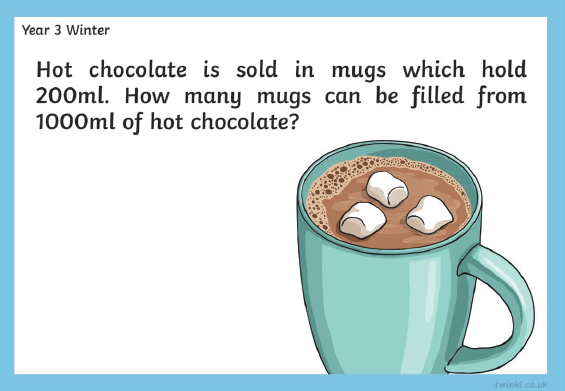 Year 3 Winter
Hot chocolate is sold in mugs which hold
200ml. How many mugs can be filled from
1000ml of hot chocolate?
twinkl.co.uk